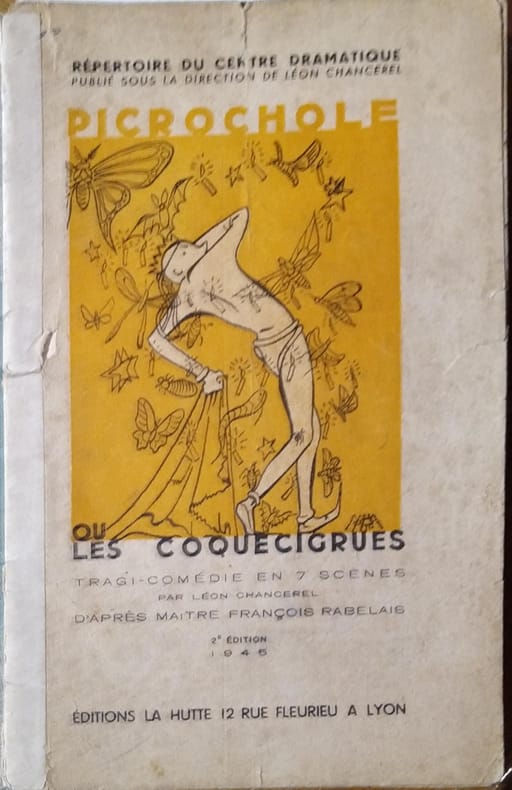 RÉPERTOIRE DU CENTRE DRAMATIQUE
PUBLIÉ SOUS LA DIRECTION DE LÉON CHANCEREL
PICROCHOLE
OU
LES COQUECIGRUES
TRAGI-COMÉDIE EN 7 SCÈNES
PAR LÉON CHANCEREL
D'APRÈS MAITRE FRANÇOIS RABELAIS
2e ÉDITION
1945
ÉDITIONS LA HUTTE 12 RUE FLEURIEU A LYON